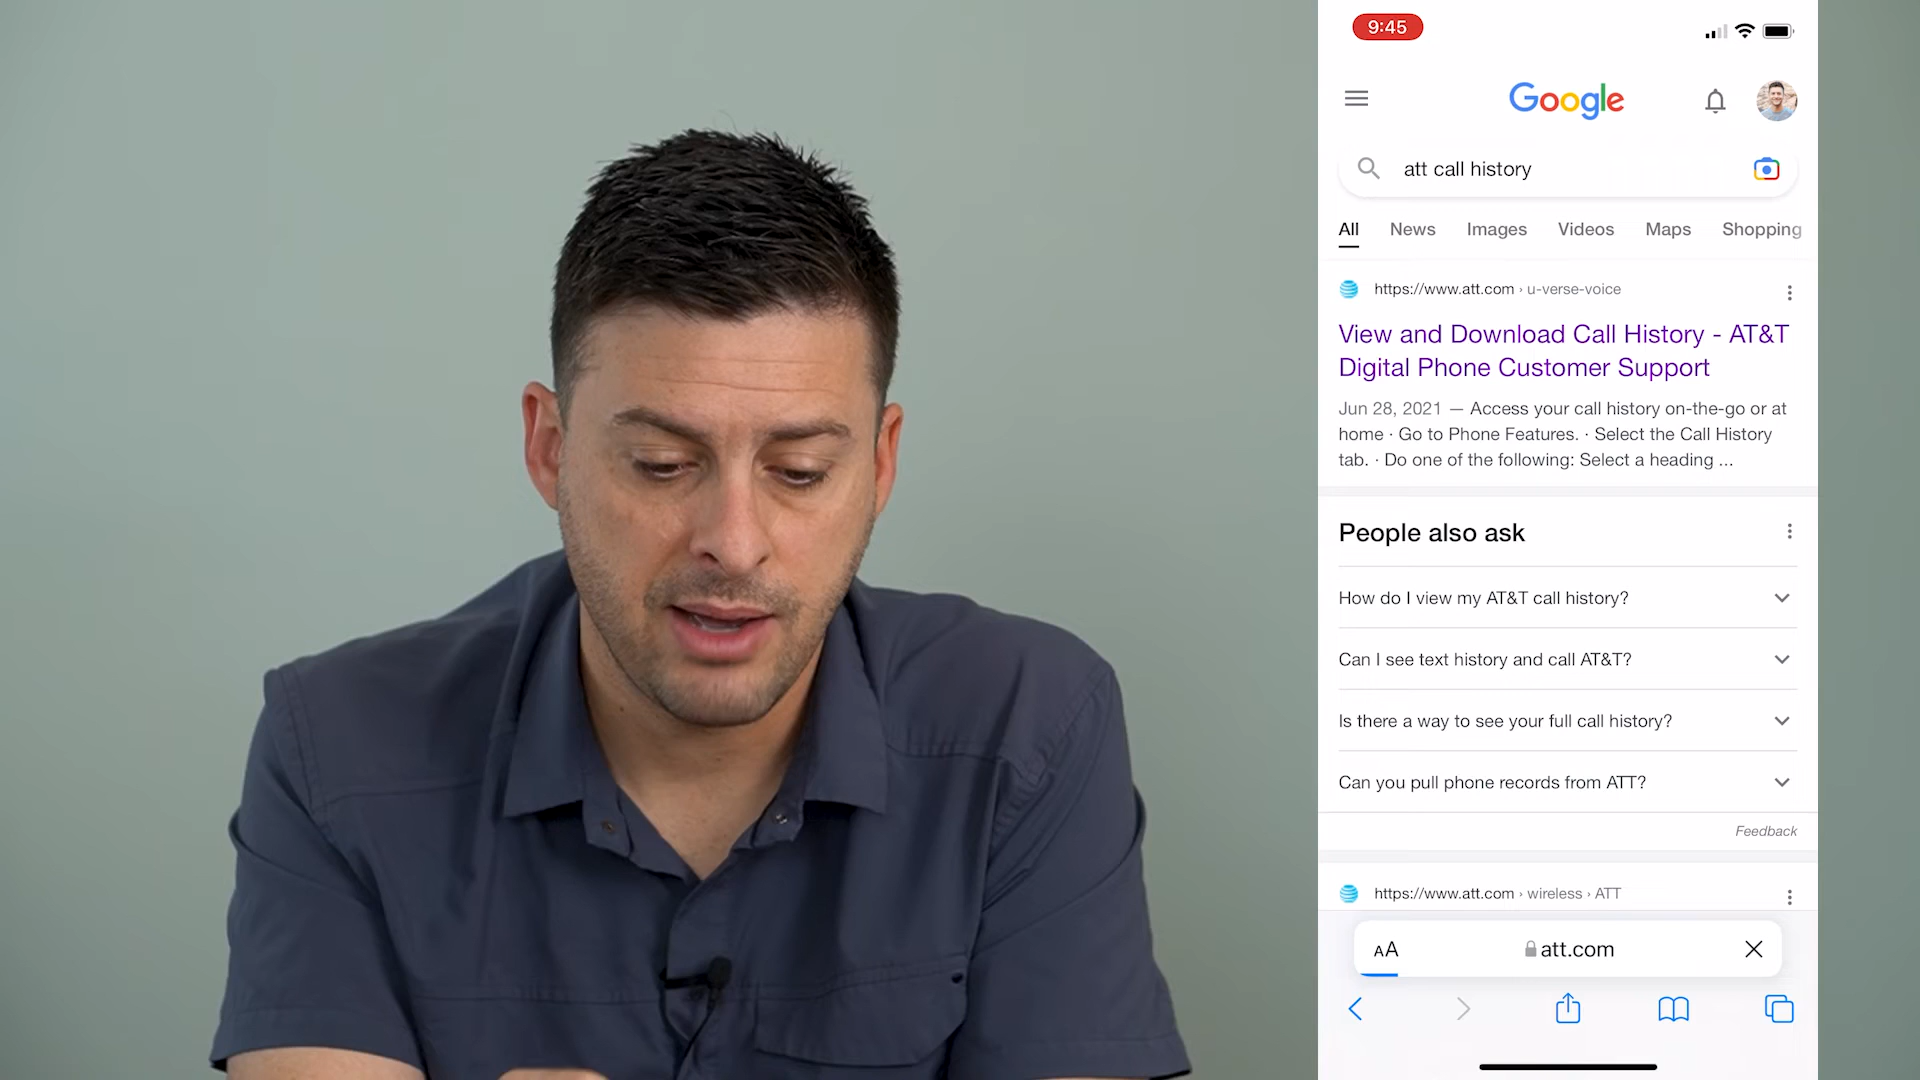 9:45
Google
att call history
All News Images Videos Maps Shopping
https://www.att.com › u-verse-voice
View and Download Call History - AT&T
Digital Phone Customer Support
Jun 28, 2021 — Access your call history on-the-go or at
home · Go to Phone Features. · Select the Call History
tab. · Do one of the following: Select a heading ...
People also ask
How do I view my AT&T call history?
Can I see text history and call AT&T?
Is there a way to see your full call history?
Can you pull phone records from ATT?
Feedback
https://www.att.com › wireless › ATT
AA att.com